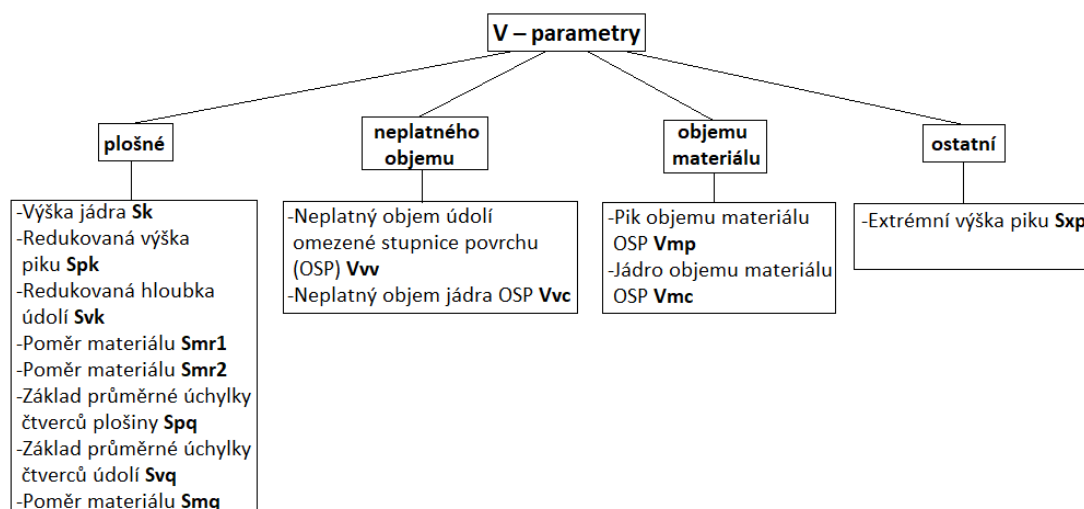 V – parametry
plošné
neplatného
objemu
objemu
materiálu
ostatní
-Výška jádra Sk
-Redukovaná výška
piku Spk
-Redukovaná hloubka
údolí Svk
-Poměr materiálu Smr1
-Poměr materiálu Smr2
-Základ průměrné úchylky
čtverců plošiny Spq
-Základ průměrné úchylky
čtverců údolí Svq
-Poměr materiálu Smq
-Neplatný objem údolí
omezené stupnice povrchu
(OSP) Vvv
-Neplatný objem jádra OSP Vvc
-Pik objemu materiálu
OSP Vmp
-Jádro objemu materiálu
OSP Vmc
-Extrémní výška piku Sxp